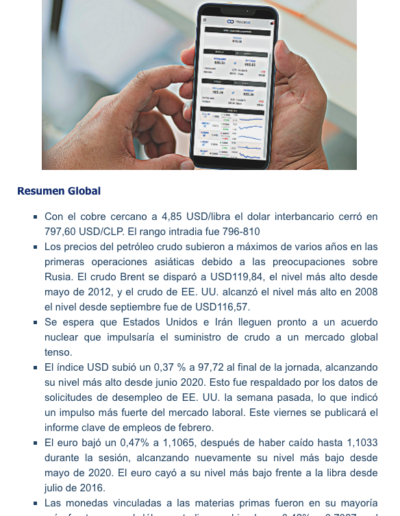 Resumen Global
Con el cobre cercano a 4,85 USD/libra el dolar interbancario cerró en
797,60 USD/CLP. El rango intradia fue 796-810
Los precios del petróleo crudo subieron a máximos de varios años en las
primeras operaciones asiáticas debido a las preocupaciones sobre
Rusia. El crudo Brent se disparó a USD119,84, el nivel más alto desde
mayo de 2012, y el crudo de EE. UU. alcanzó el nivel más alto en 2008
el nivel desde septiembre fue de USD116,57.
Se espera que Estados Unidos e Irán lleguen pronto a un acuerdo
nuclear que impulsaría el suministro de crudo a un mercado global
tenso.
El índice USD subió un 0,37 % a 97,72 al final de la jornada, alcanzando
su nivel más alto desde junio 2020. Esto fue respaldado por los datos de
solicitudes de desempleo de EE. UU. la semana pasada, lo que indicó
un impulso más fuerte del mercado laboral. Este viernes se publicará el
informe clave de empleos de febrero.
El euro bajó un 0,47% a 1,1065, después de haber caído hasta 1,1033
durante la sesión, alcanzando nuevamente su nivel más bajo desde
mayo de 2020. El euro cayó a su nivel más bajo frente a la libra desde
julio de 2016.
Las monedas vinculadas a las materias primas fueron en su mayoría